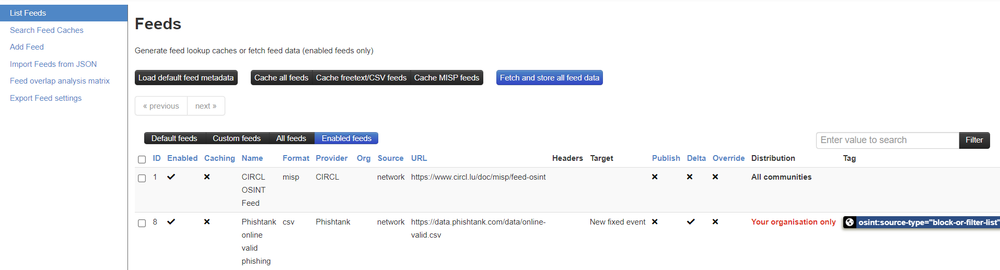 List Feeds
Search Feed Caches
Add Feed
Import Feeds from JSON
Feed overlap analysis matrix
Export Feed settings
Feeds
Generate feed lookup caches or fetch feed data (enabled feeds only)
Load default feed metadata Cache all feeds Cache freetext/CSV feeds Cache MISP feeds Fetch and store all feed data
« previous next »
Default feeds Custom feeds All feeds Enabled feeds Enter value to search Filter
ID Enabled Caching Name Format Provider Org Source URL Headers Target Publish Delta Override Distribution Tag
1 ✔ ✖ CIRCL misp CIRCL network https://www.circl.lu/doc/misp/feed-osint ✖ ✖ ✖ All communities
OSINT
Feed
8 ✔ ✖ Phishtank csv Phishtank network https://data.phishtank.com/data/online- New fixed event ✖ ✔ ✖ Your organisation only osint:source-type="block-or-filter-list"
online valid.csv
valid
phishing